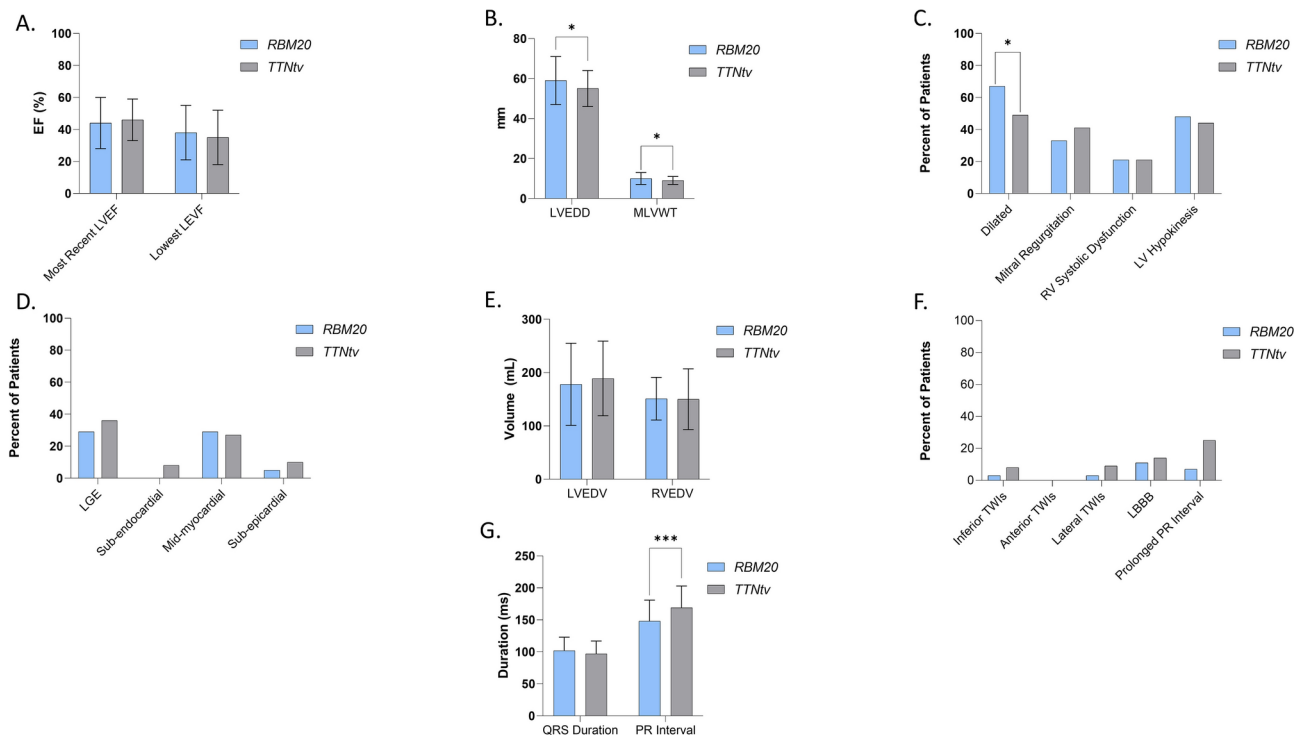 A.
100
80
60
40
20
0
EF (%)
Most Recent LVEF
Lowest LEVF
RBM20
TTNtv
B.
80
60
40
20
0
mm
*
*
LVEDD
MLVWT
RBM20
TTNtv
C.
100
80
60
40
20
0
Percent of Patients
*
Dilated
Mitral Regurgitation
RV Systolic Dysfunction
LV Hypokinesis
RBM20
TTNtv
D.
100
80
60
40
20
0
Percent of Patients
LGE
Sub-endocardial
Mid-myocardial
Sub-epicardial
RBM20
TTNtv
E.
300
200
100
0
Volume (mL)
LVEDV
RVEDV
RBM20
TTNtv
F.
100
80
60
40
20
0
Percent of Patients
Inferior TWIs
Anterior TWIs
Lateral TWIs
LBBB
Prolonged PR Interval
RBM20
TTNtv
G.
250
200
150
100
50
0
Duration (ms)
***
QRS Duration
PR Interval
RBM20
TTNtv